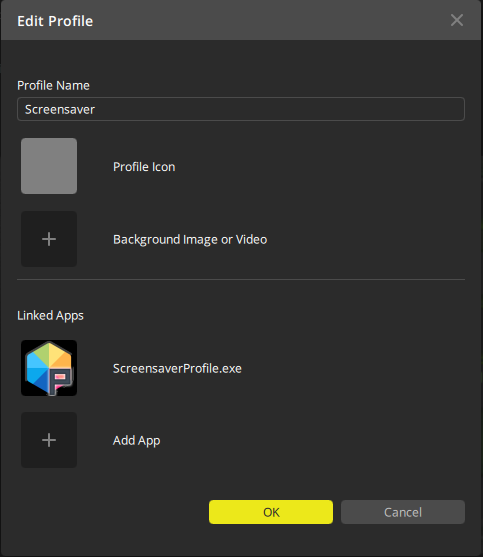 Edit Profile
Profile Name
Screensaver
Profile Icon
Background Image or Video
Linked Apps
ScreensaverProfile.exe
Add App
OK
Cancel